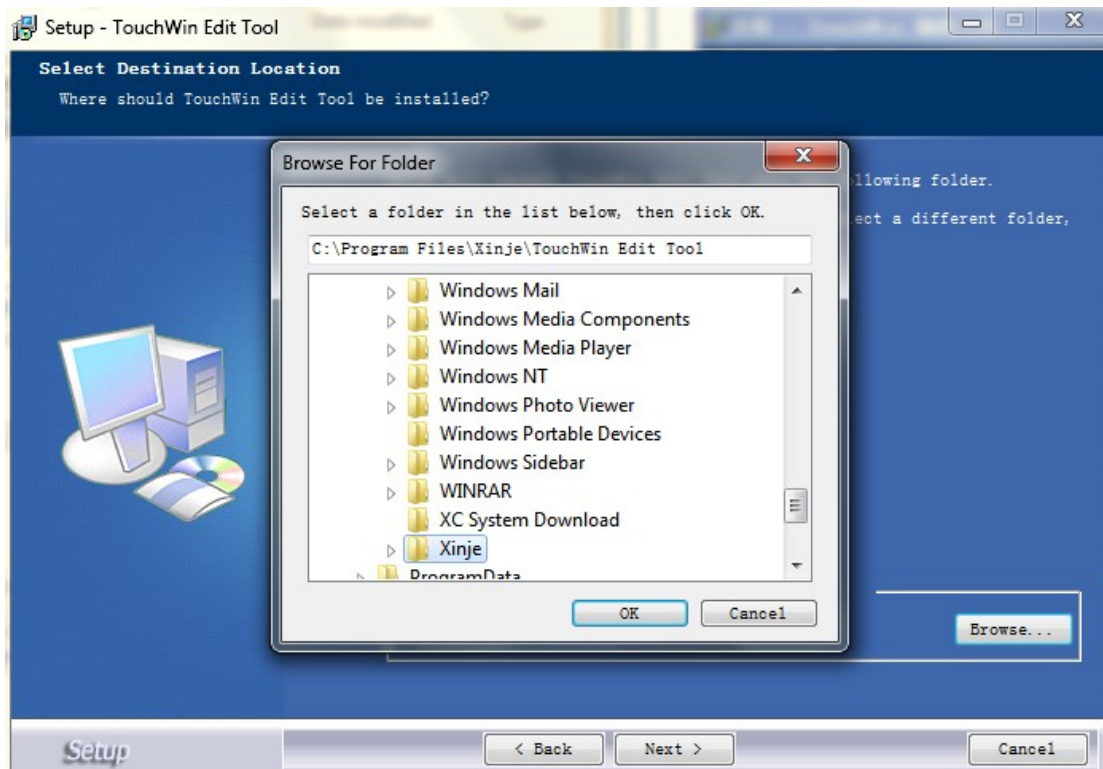 Setup - TouchWin Edit Tool
Select Destination Location
Where should TouchWin Edit Tool be installed?
Browse For Folder
llowing folder.
Select a folder in the list below, then click OK.
ect a different folder,
C:\Program Files\Xinje\TouchWin Edit Tool
Windows Mail
Windows Media Components
Windows Media Player
Windows NT
Windows Photo Viewer
Windows Portable Devices
Windows Sidebar
WINRAR
XC System Download
Xinje
ProgramData
OK Cancel
Browse...
Setup
< Back Next > Cancel